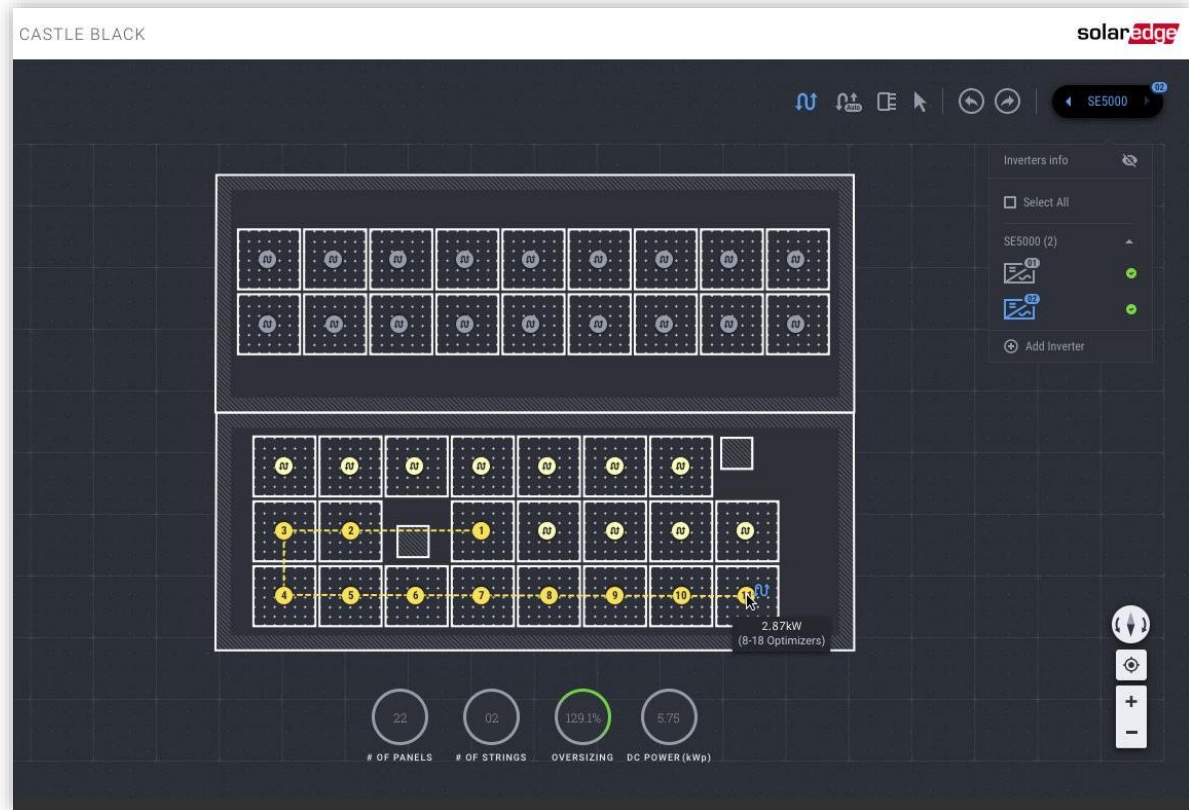 CASTLE BLACK
solaredge
Auto
SE5000
02
Inverters info
Select All
SE5000 (2)
01
02
Add Inverter
3 2 1
4 5 6 7 8 9 10
2.87kW
(8-18 Optimizers)
22 02 129.1% 5.75
# OF PANELS # OF STRINGS OVERSIZING DC POWER (kWp)